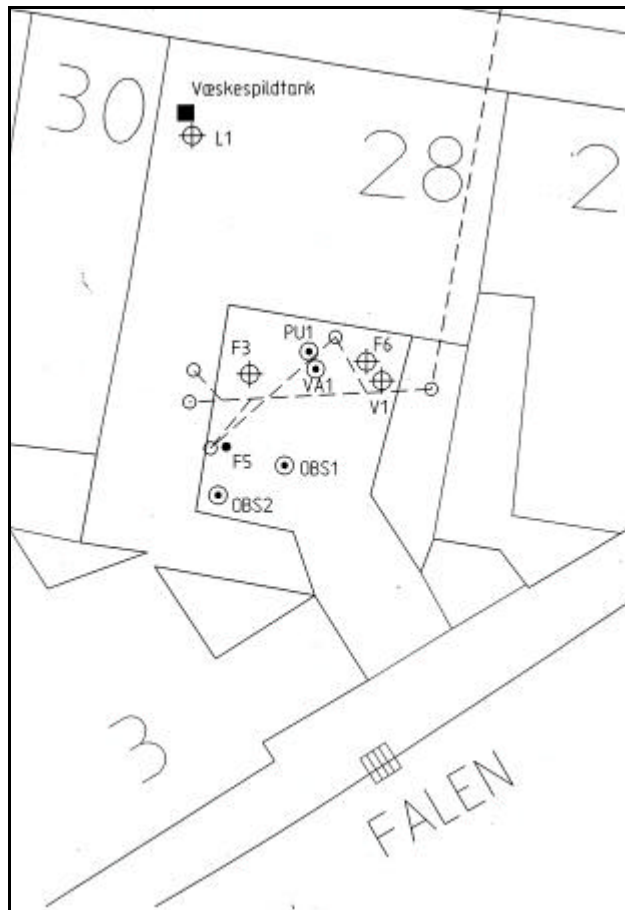 Væskespildtank
30
L1
28
2
PU1
F3
F6
VA1
V1
F5
OBS1
OBS2
3
FALEN